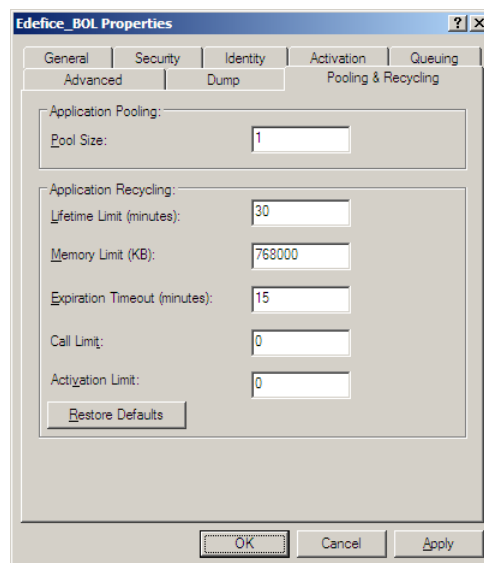 Edefice_BOL Properties
General Security Identity Activation Queuing
Advanced Dump Pooling & Recycling
Application Pooling:
Pool Size: 1
Application Recycling:
Lifetime Limit (minutes): 30
Memory Limit (KB): 768000
Expiration Timeout (minutes): 15
Call Limit: 0
Activation Limit: 0
Restore Defaults
OK Cancel Apply